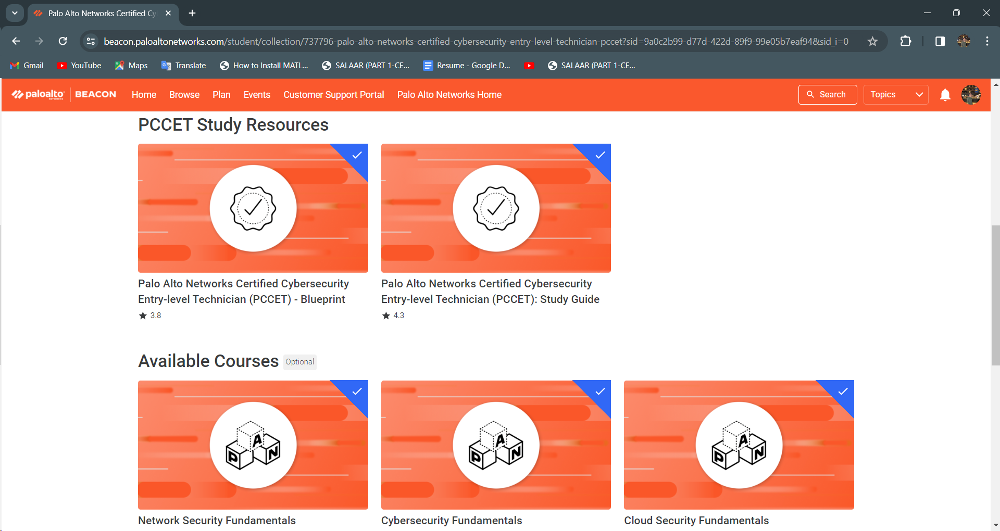 Palo Alto Networks Certified Cy
beacon.paloaltonetworks.com/student/collection/737796-palo-alto-networks-certified-cybersecurity-entry-level-technician-pccet?sid=9a0c2b99-d77d-422d-89f9-99e05b7eaf94&sid_i=0
Gmail YouTube Maps Translate How to Install MATL... SALAAR (PART 1-CE... Resume - Google D... SALAAR (PART 1-CE...
paloalto NETWORKS BEACON Home Browse Plan Events Customer Support Portal Palo Alto Networks Home Search Topics
PCCET Study Resources
Palo Alto Networks Certified Cybersecurity
Entry-level Technician (PCCET) - Blueprint
3.8
Palo Alto Networks Certified Cybersecurity
Entry-level Technician (PCCET): Study Guide
4.3
Available Courses Optional
P A N
P A N
P A N
Network Security Fundamentals
Cybersecurity Fundamentals
Cloud Security Fundamentals